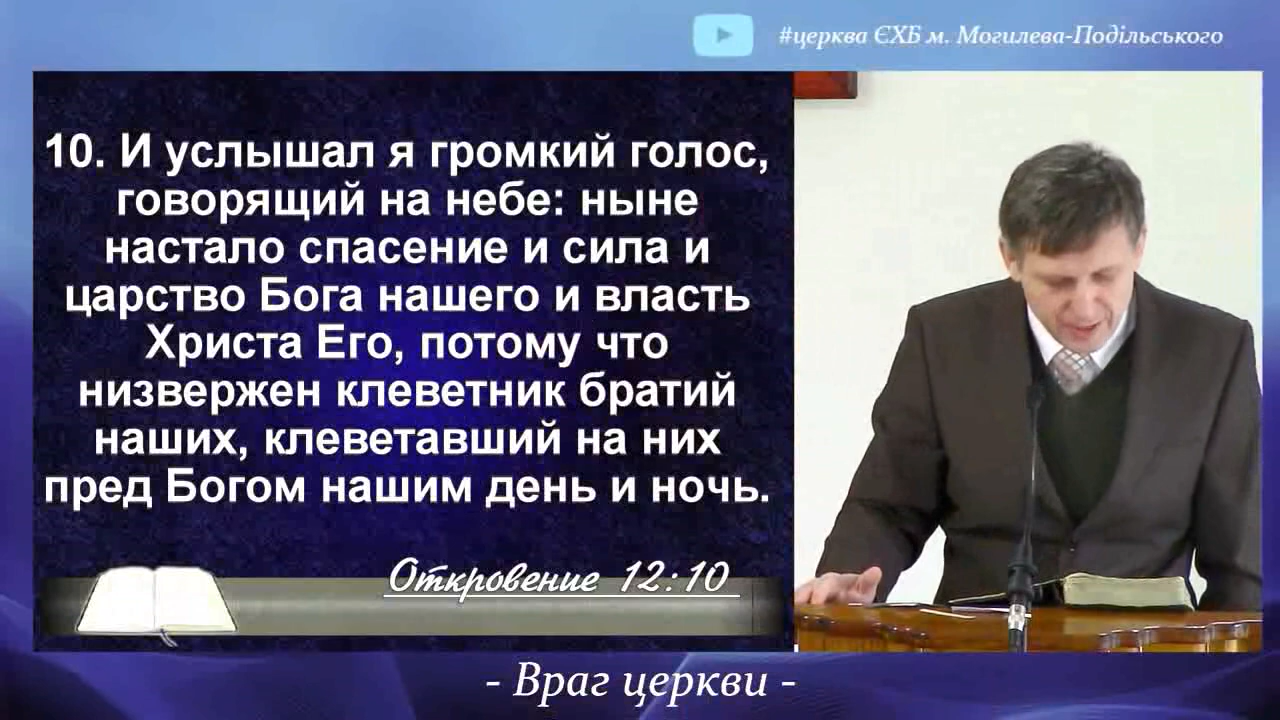 #церква ЄХБ м. Могилева-Подільського
10. И услышал я громкий голос,
говорящий на небе: ныне
настало спасение и сила и
царство Бога нашего и власть
Христа Его, потому что
низвержен клеветник братий
наших, клеветавший на них
пред Богом нашим день и ночь.
Откровение 12:10
- Враг церкви -